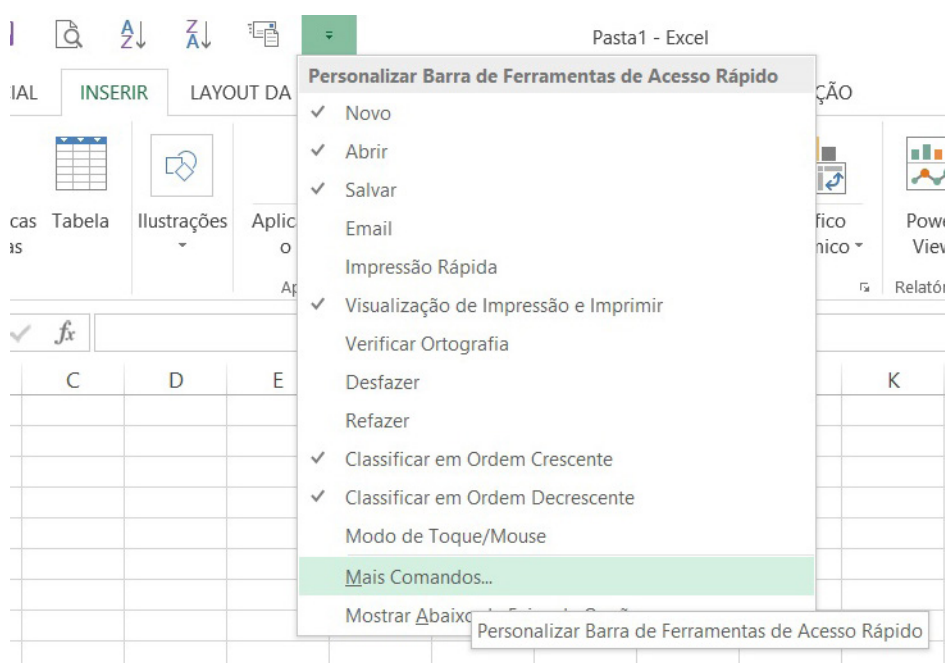 Pasta1 - Excel
IAL INSERIR LAYOUT DA ÇÃO
Personalizar Barra de Ferramentas de Acesso Rápido
Novo
Abrir
Salvar
Email
Impressão Rápida
Visualização de Impressão e Imprimir
Verificar Ortografia
Desfazer
Refazer
Classificar em Ordem Crescente
Classificar em Ordem Decrescente
Modo de Toque/Mouse
Mais Comandos...
Mostrar Abaixo
Personalizar Barra de Ferramentas de Acesso Rápido
cas Tabela Ilustrações Aplic fico Powe
as o mico View
Ap Relatór
fx
C D E K